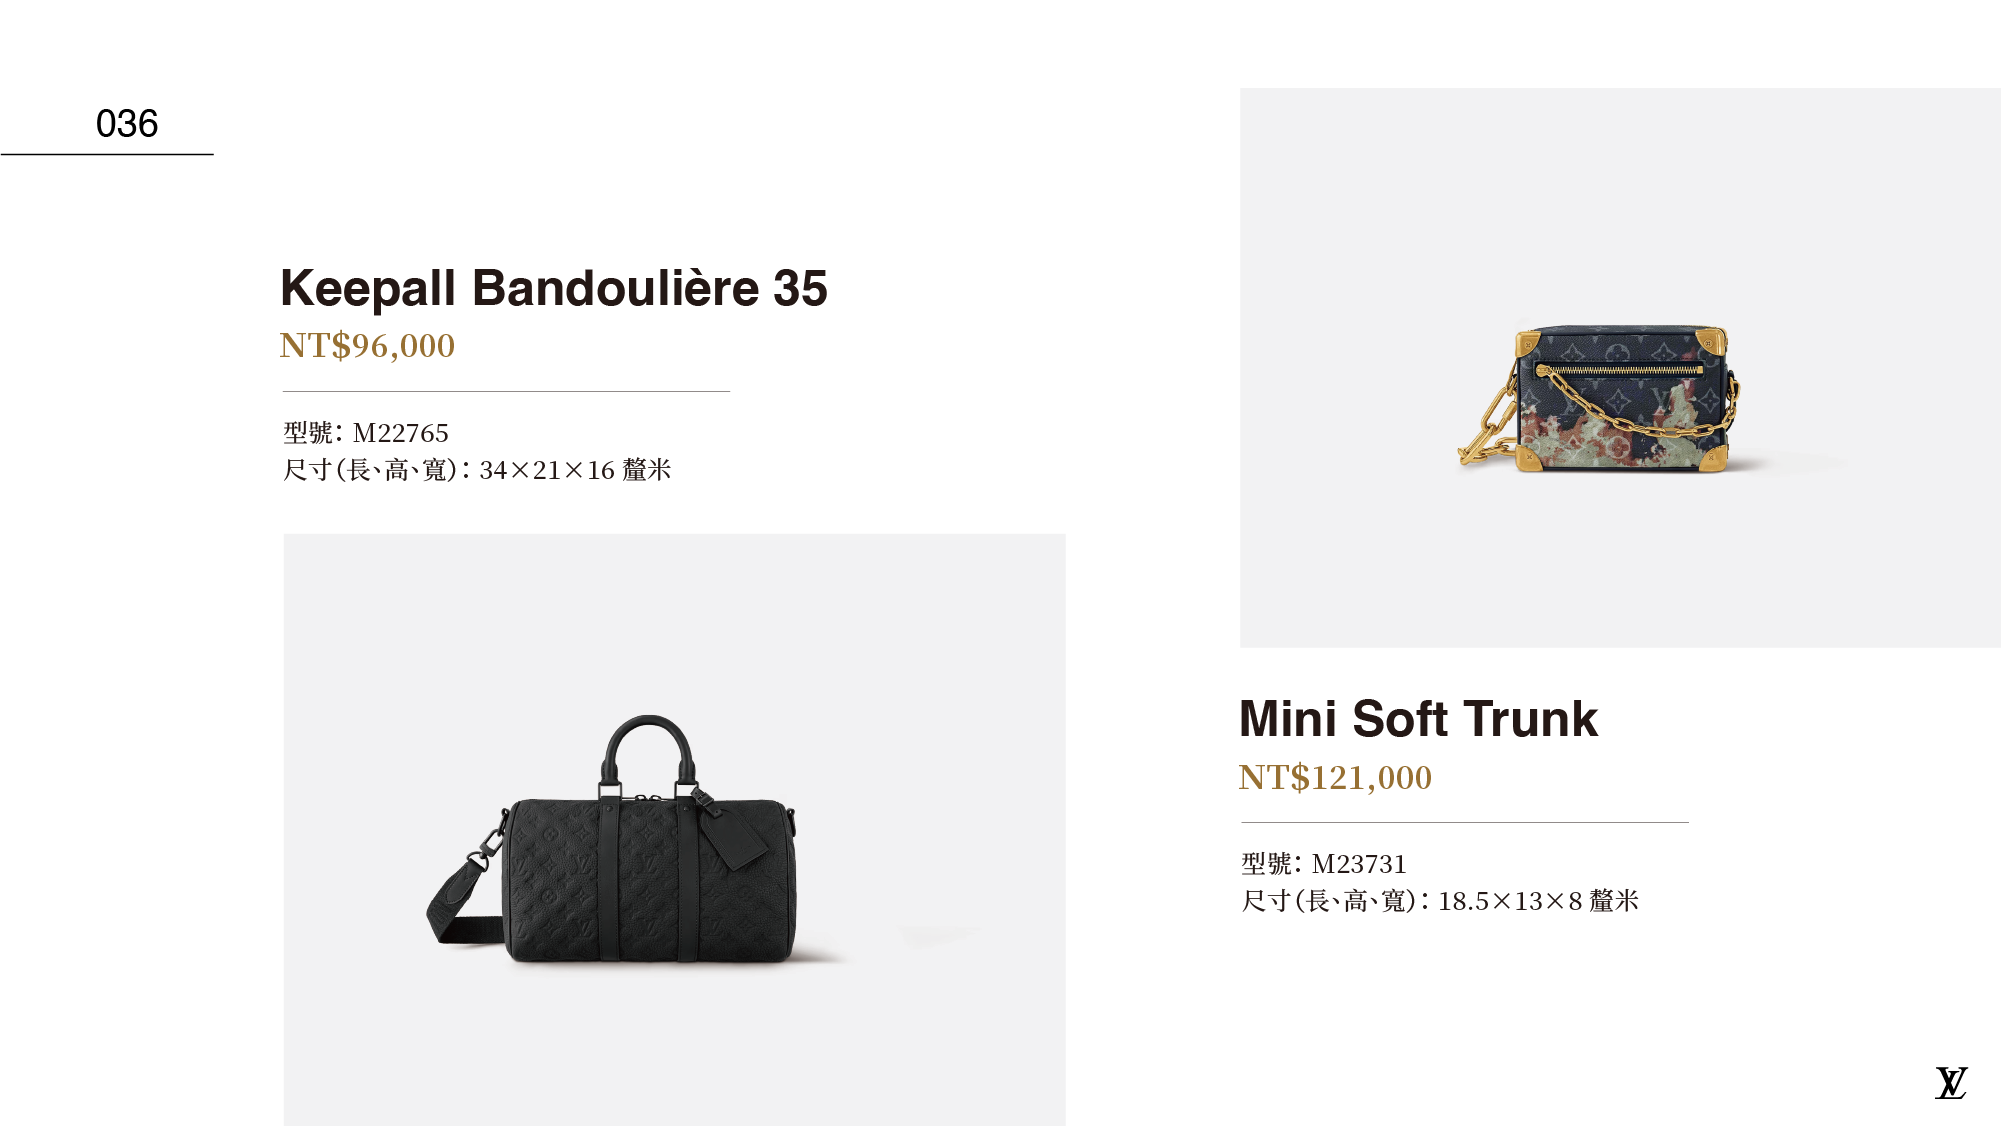 036
Keepall Bandoulière 35
NT$96,000
型號：M22765
尺寸（長、高、寬）：34×21×16 釐米
Mini Soft Trunk
NT$121,000
型號：M23731
尺寸（長、高、寬）：18.5×13×8 釐米
LV